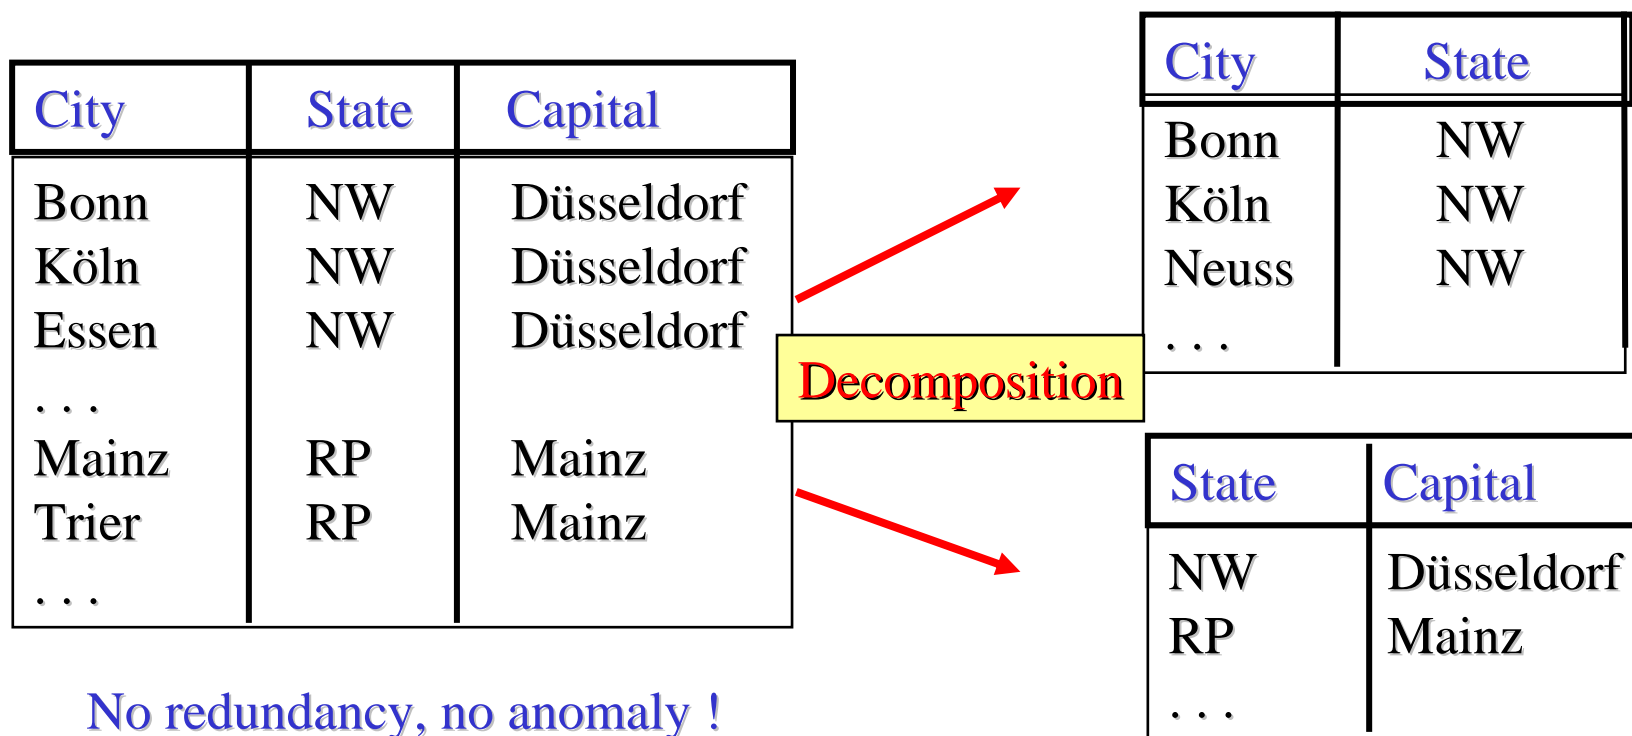 City State Capital
Bonn NW Düsseldorf
Köln NW Düsseldorf
Essen NW Düsseldorf
. . .
Mainz RP Mainz
Trier RP Mainz
. . .
No redundancy, no anomaly !
Decomposition
City State
Bonn NW
Köln NW
Neuss NW
. . .
State Capital
NW Düsseldorf
RP Mainz
. . .